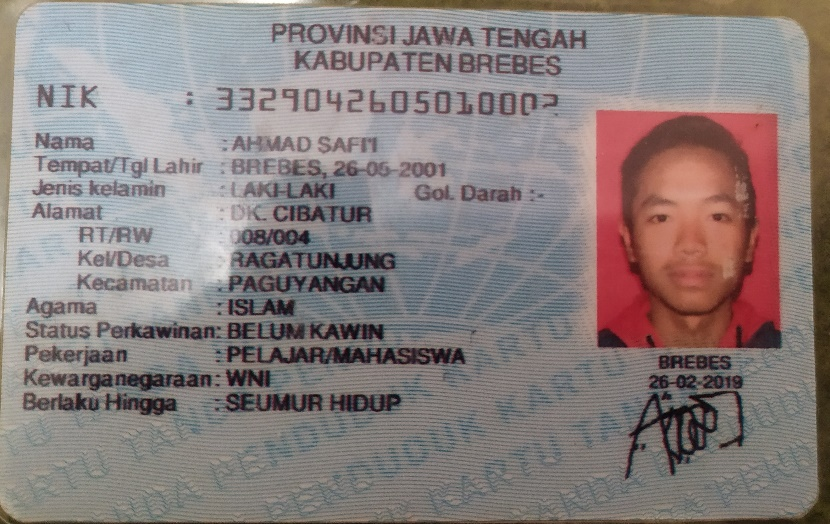 PROVINSI JAWA TENGAH
KABUPATEN BREBES
NIK : 3329042605010002
Nama : AHMAD SAFI'I
Tempat/Tgl Lahir : BREBES, 26-05-2001
Jenis kelamin : LAKI-LAKI Gol. Darah :-
Alamat : DK. CIBATUR
RT/RW : 008/004
Kel/Desa : RAGATUNJUNG
Kecamatan : PAGUYANGAN
Agama : ISLAM
Status Perkawinan: BELUM KAWIN
Pekerjaan : PELAJAR/MAHASISWA
Kewarganegaraan: WNI
Berlaku Hingga : SEUMUR HIDUP
BREBES
26-02-2019